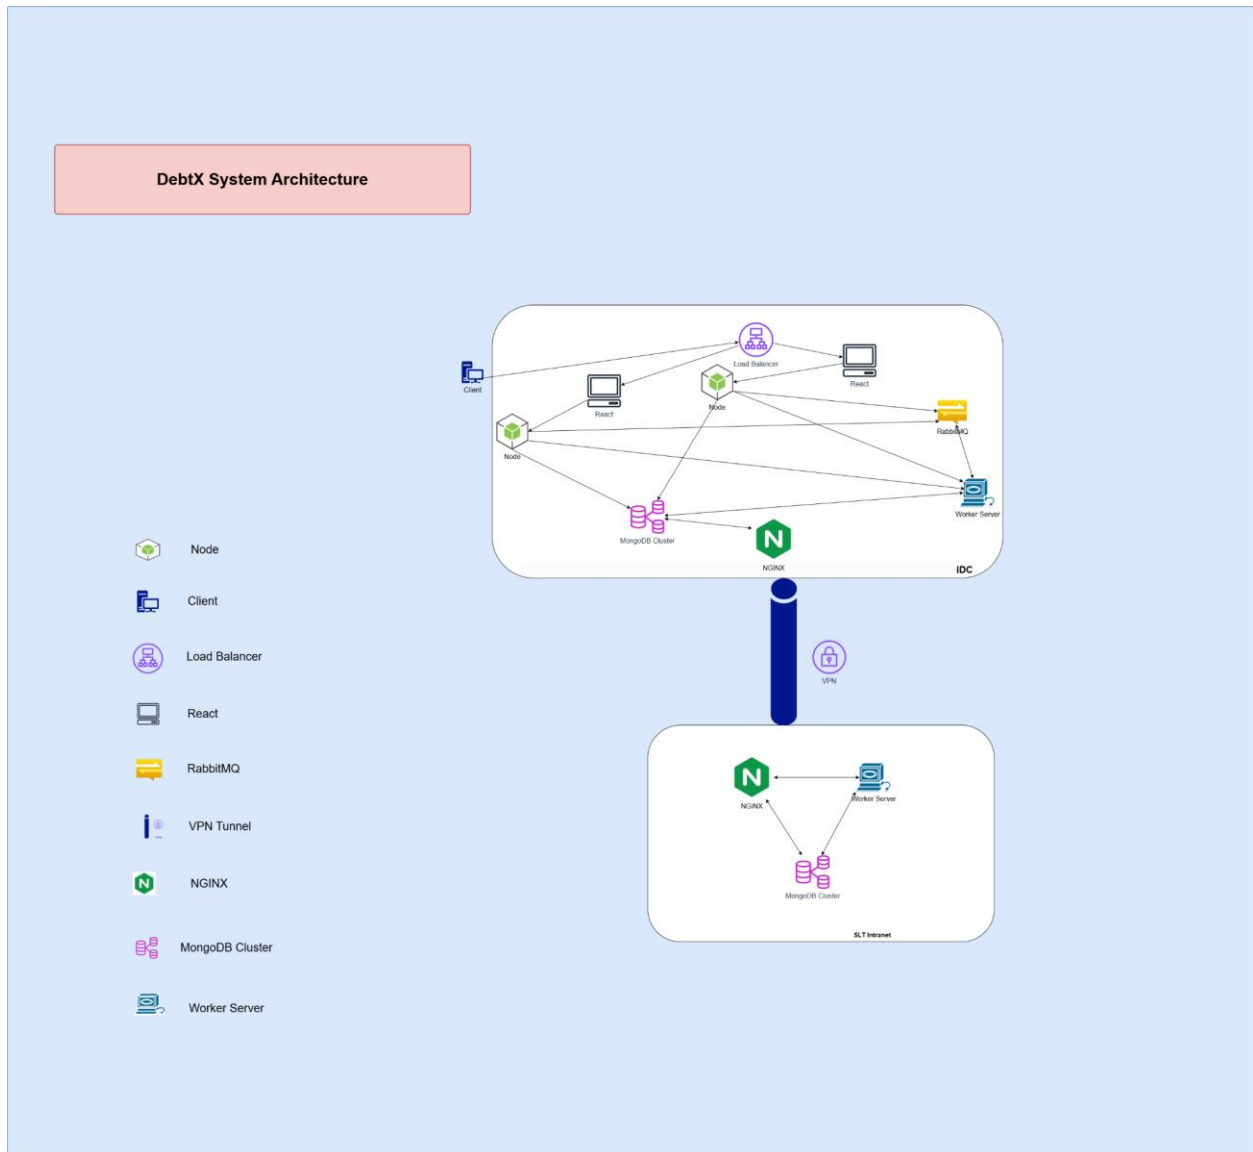 DebtX System Architecture
Load Balancer
Client
React
React
Node
RabbitMQ
Node
Worker Server
MongoDB Cluster
NGINX
IDC
VPN
NGINX
Worker Server
MongoDB Cluster
SLT Intranet
Node
Client
Load Balancer
React
RabbitMQ
VPN Tunnel
NGINX
MongoDB Cluster
Worker Server